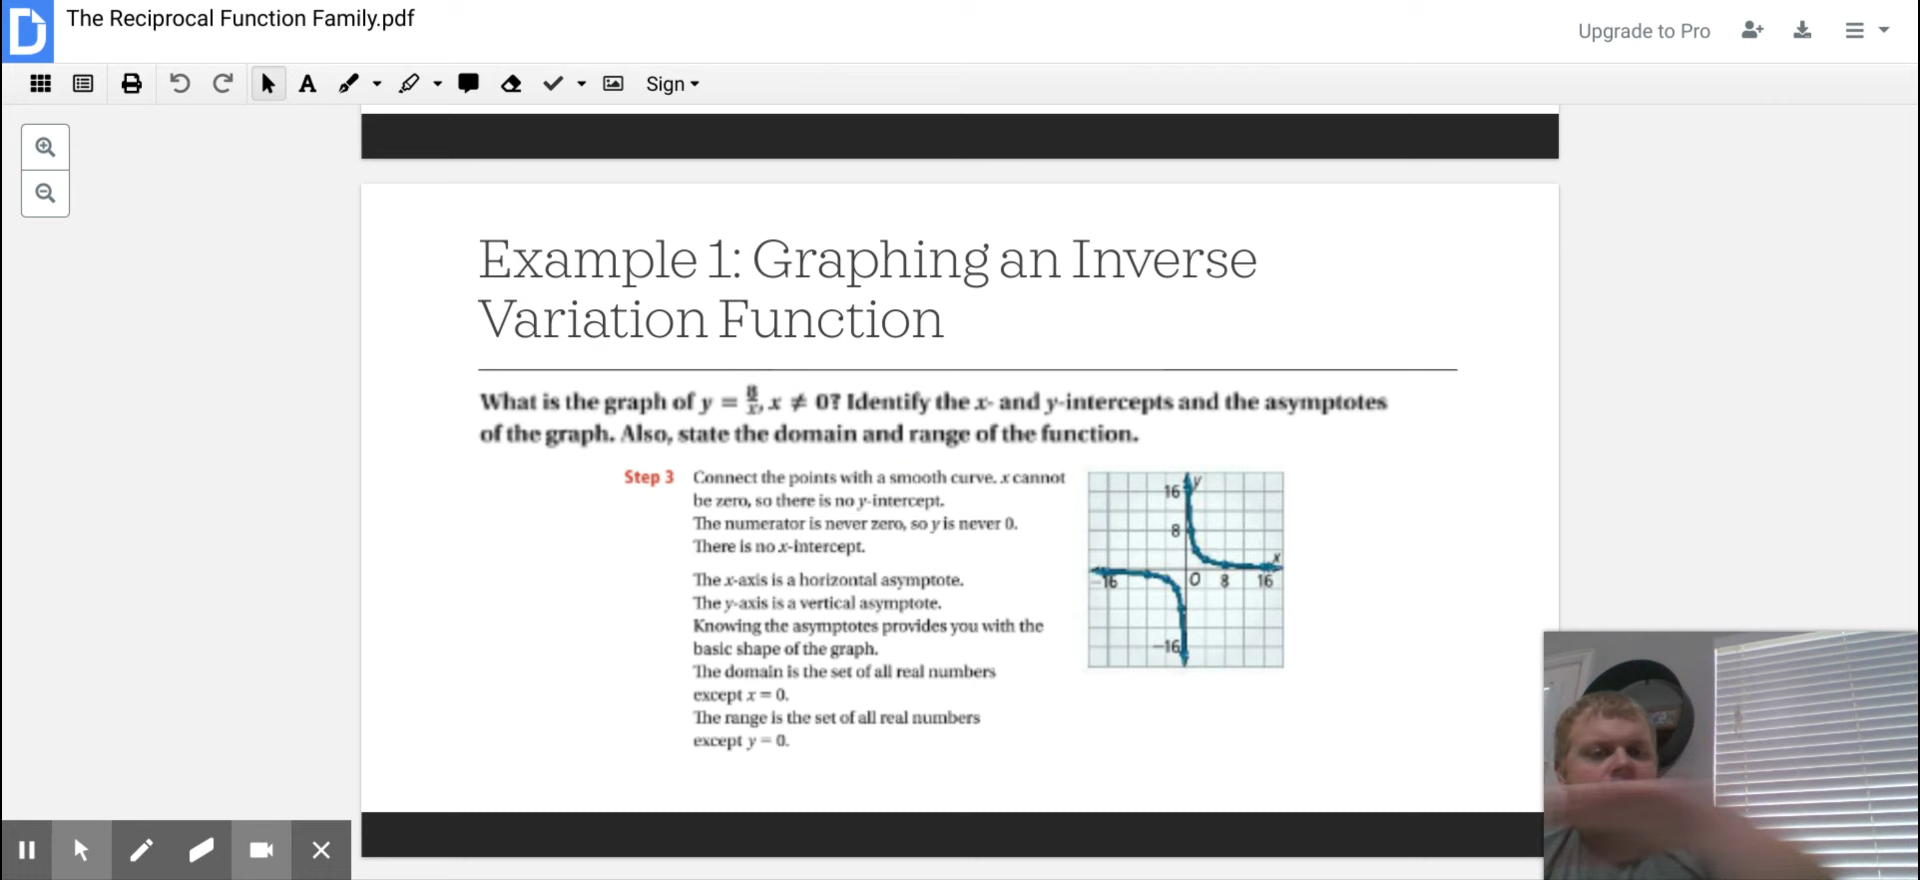 The Reciprocal Function Family.pdf
Upgrade to Pro
A
Sign
Example 1: Graphing an Inverse
Variation Function
What is the graph of y = 8/x, x ≠ 0? Identify the x- and y-intercepts and the asymptotes
of the graph. Also, state the domain and range of the function.
Step 3 Connect the points with a smooth curve. x cannot
be zero, so there is no y-intercept.
The numerator is never zero, so y is never 0.
There is no x-intercept.
The x-axis is a horizontal asymptote.
The y-axis is a vertical asymptote.
Knowing the asymptotes provides you with the
basic shape of the graph.
The domain is the set of all real numbers
except x = 0.
The range is the set of all real numbers
except y = 0.
16 y
8
x
-16 O 8 16
-16